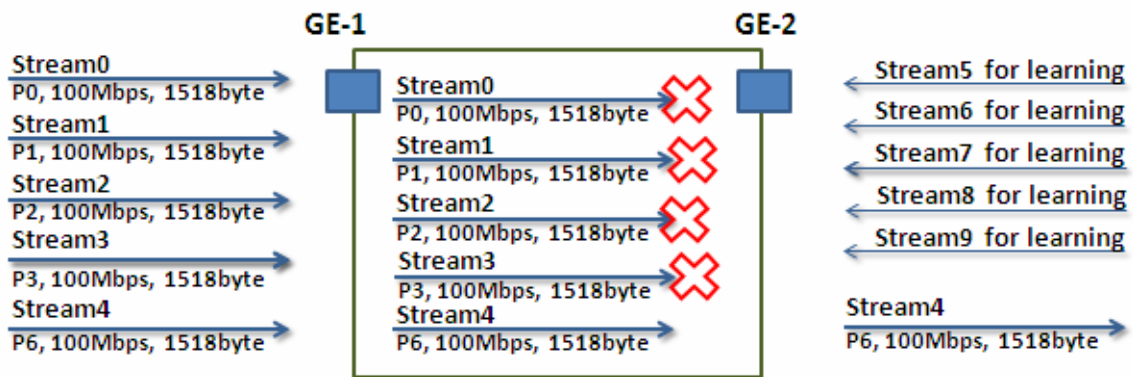 GE-1
GE-2
Stream0
P0, 100Mbps, 1518byte
Stream1
P1, 100Mbps, 1518byte
Stream2
P2, 100Mbps, 1518byte
Stream3
P3, 100Mbps, 1518byte
Stream4
P6, 100Mbps, 1518byte
Stream0
P0, 100Mbps, 1518byte
Stream1
P1, 100Mbps, 1518byte
Stream2
P2, 100Mbps, 1518byte
Stream3
P3, 100Mbps, 1518byte
Stream4
P6, 100Mbps, 1518byte
Stream5 for learning
Stream6 for learning
Stream7 for learning
Stream8 for learning
Stream9 for learning
Stream4
P6, 100Mbps, 1518byte